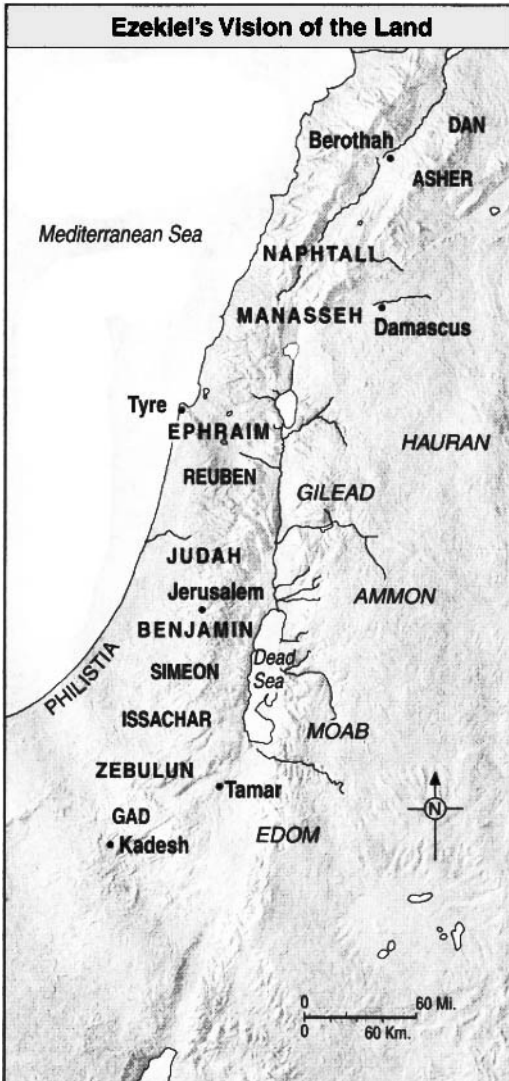 Ezekiel's Vision of the Land
DAN
Berothah
ASHER
Mediterranean Sea
NAPHTALI
MANASSEH
Damascus
Tyre
EPHRAIM
HAURAN
REUBEN
GILEAD
JUDAH
Jerusalem
AMMON
BENJAMIN
PHILISTIA
SIMEON
Dead
Sea
ISSACHAR
MOAB
ZEBULUN
Tamar
GAD
EDOM
N
Kadesh
0 60 Mi.
0 60 Km.